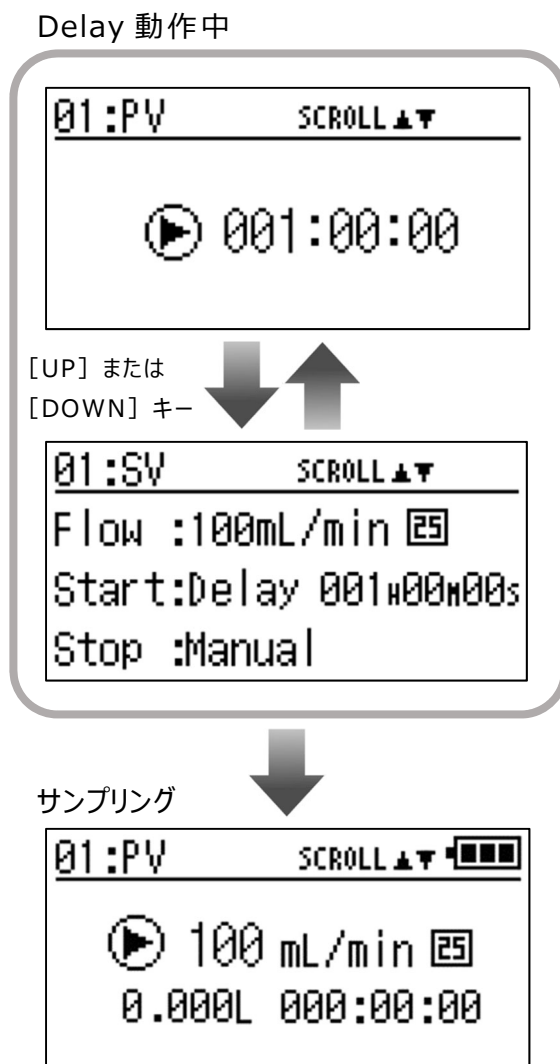 Delay 動作中
01:PV SCROLL▲▼
001:00:00
［UP］または
［DOWN］キー
01:SV SCROLL▲▼
Flow :100mL/min 25
Start:Delay 001H00M00s
Stop :Manual
サンプリング
01:PV SCROLL▲▼
100 mL/min 25
0.000L 000:00:00